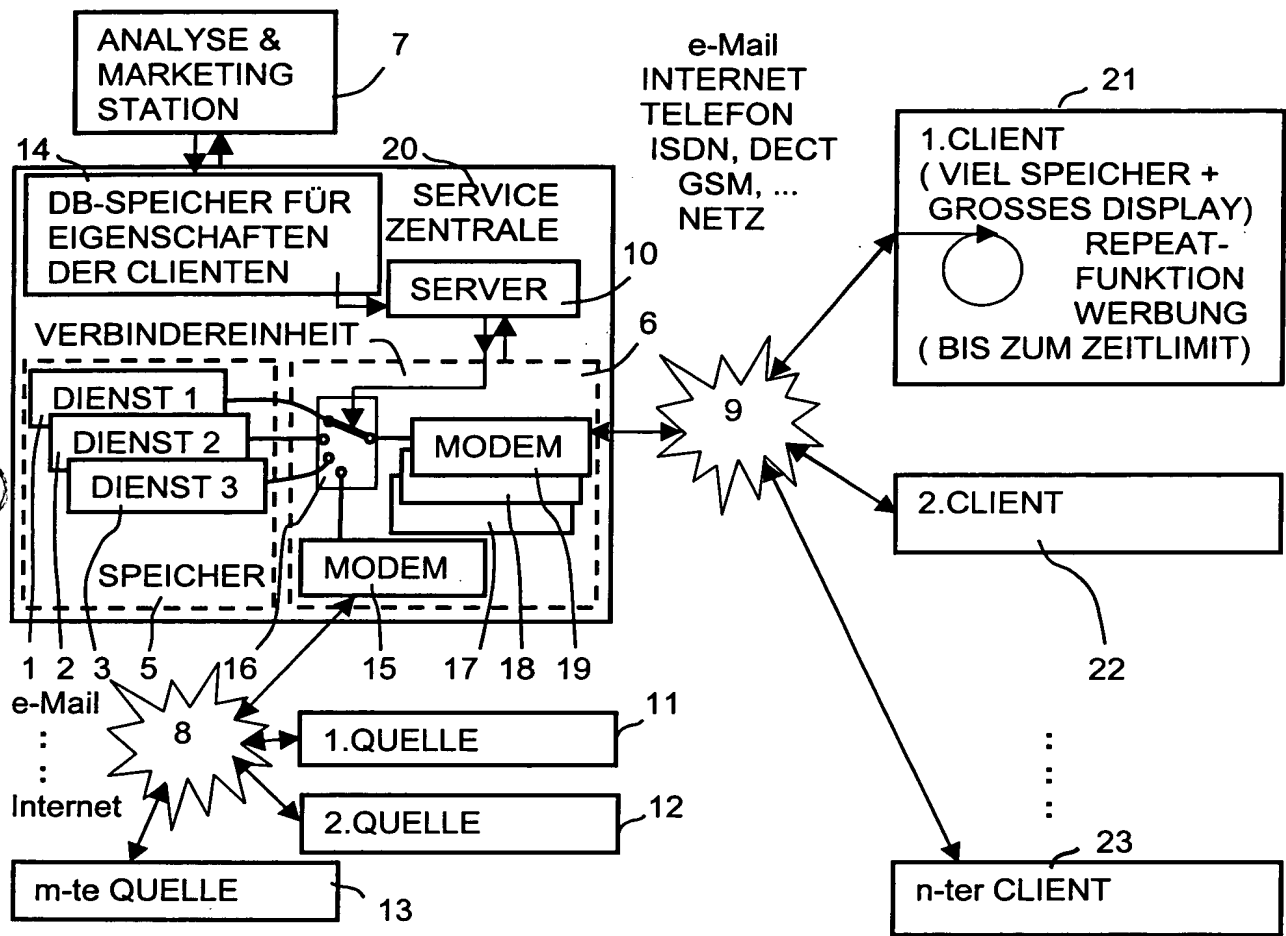 ANALYSE &
MARKETING
STATION
7
e-Mail
INTERNET
TELEFON
ISDN, DECT
GSM, ...
NETZ
21
1.CLIENT
( VIEL SPEICHER +
GROSSES DISPLAY)
REPEAT-
FUNKTION
WERBUNG
( BIS ZUM ZEITLIMIT)
14
20
DB-SPEICHER FÜR
EIGENSCHAFTEN
DER CLIENTEN
SERVICE
ZENTRALE
10
SERVER
VERBINDEREINHEIT
6
DIENST 1
DIENST 2
DIENST 3
MODEM
9
SPEICHER
MODEM
2.CLIENT
22
1
2
3
5
16
15
17
18
19
e-Mail
:
:
Internet
8
11
1.QUELLE
2.QUELLE
12
m-te QUELLE
13
23
n-ter CLIENT